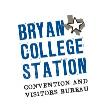 BRYAN
COLLEGE
STATION
CONVENTION AND
VISITORS BUREAU